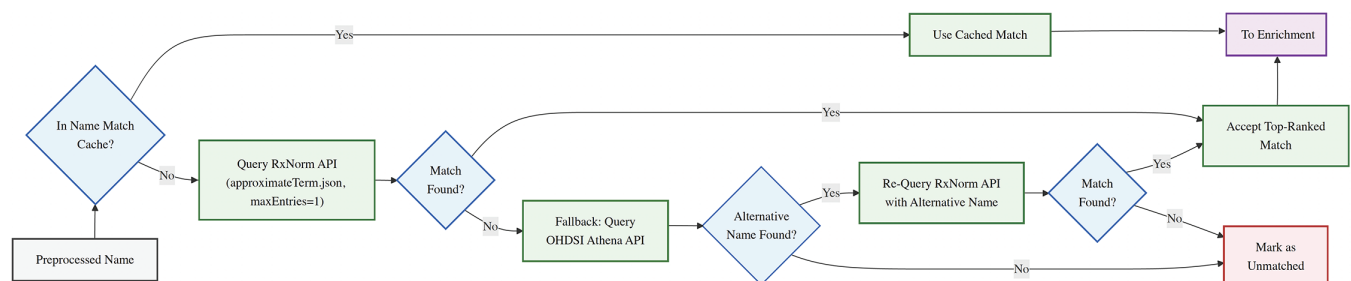 Yes
Use Cached Match
To Enrichment
In Name Match
Cache?
No
Query RxNorm API
(approximateTerm.json,
maxEntries=1)
Match
Found?
Yes
Accept Top-Ranked
Match
No
Fallback: Query
OHDSI Athena API
Alternative
Name Found?
Yes
Re-Query RxNorm API
with Alternative Name
Match
Found?
Yes
No
No
Mark as
Unmatched
Preprocessed Name